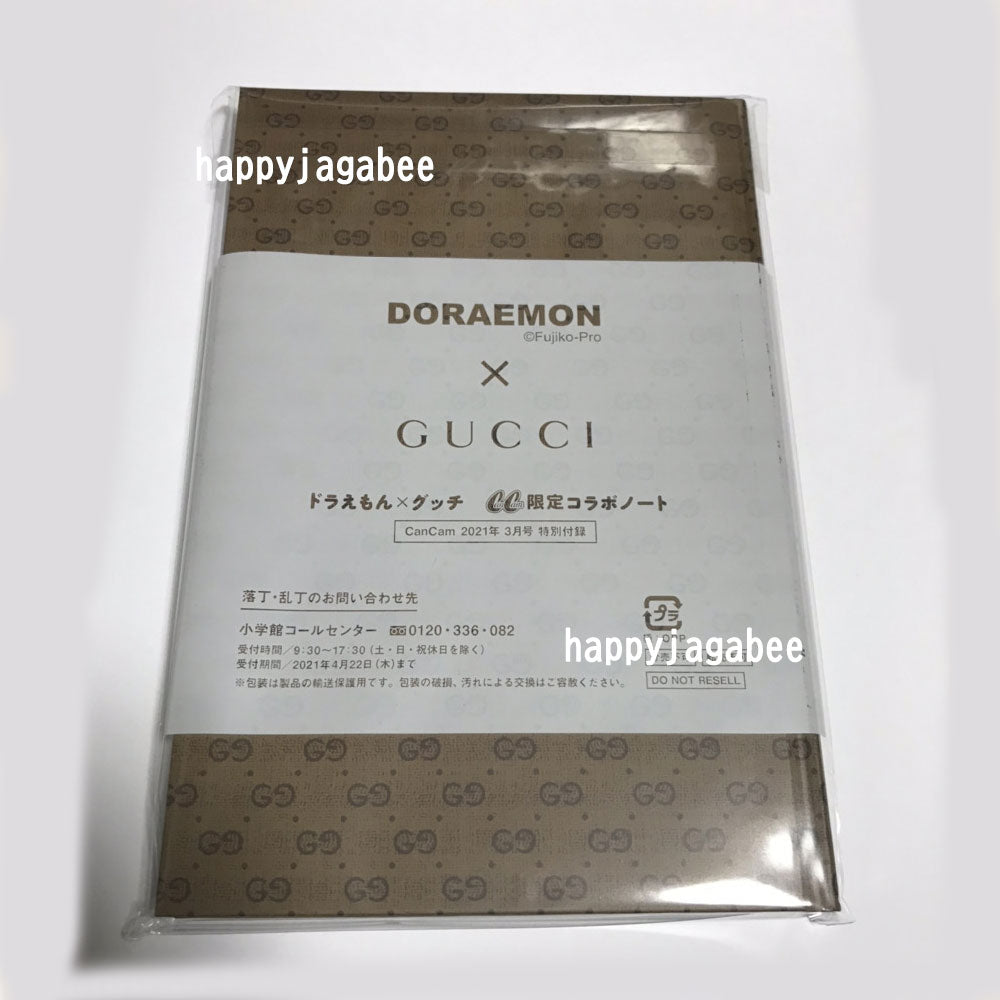 happyjagabee
DORAEMON
©Fujiko-Pro
×
GUCCI
ドラえもん×グッチ CanCam限定コラボノート
CanCam 2021年 3月号 特別付録
落丁・乱丁のお問い合わせ先
小学館コールセンター 0120・336・082
受付時間／9:30〜17:30（土・日・祝休日を除く）
受付期間／2021年4月22日（木）まで
※包装は製品の輸送保護用です。包装の破損、汚れによる交換はご容赦ください。
プラ
happyjagabee
DO NOT RESELL